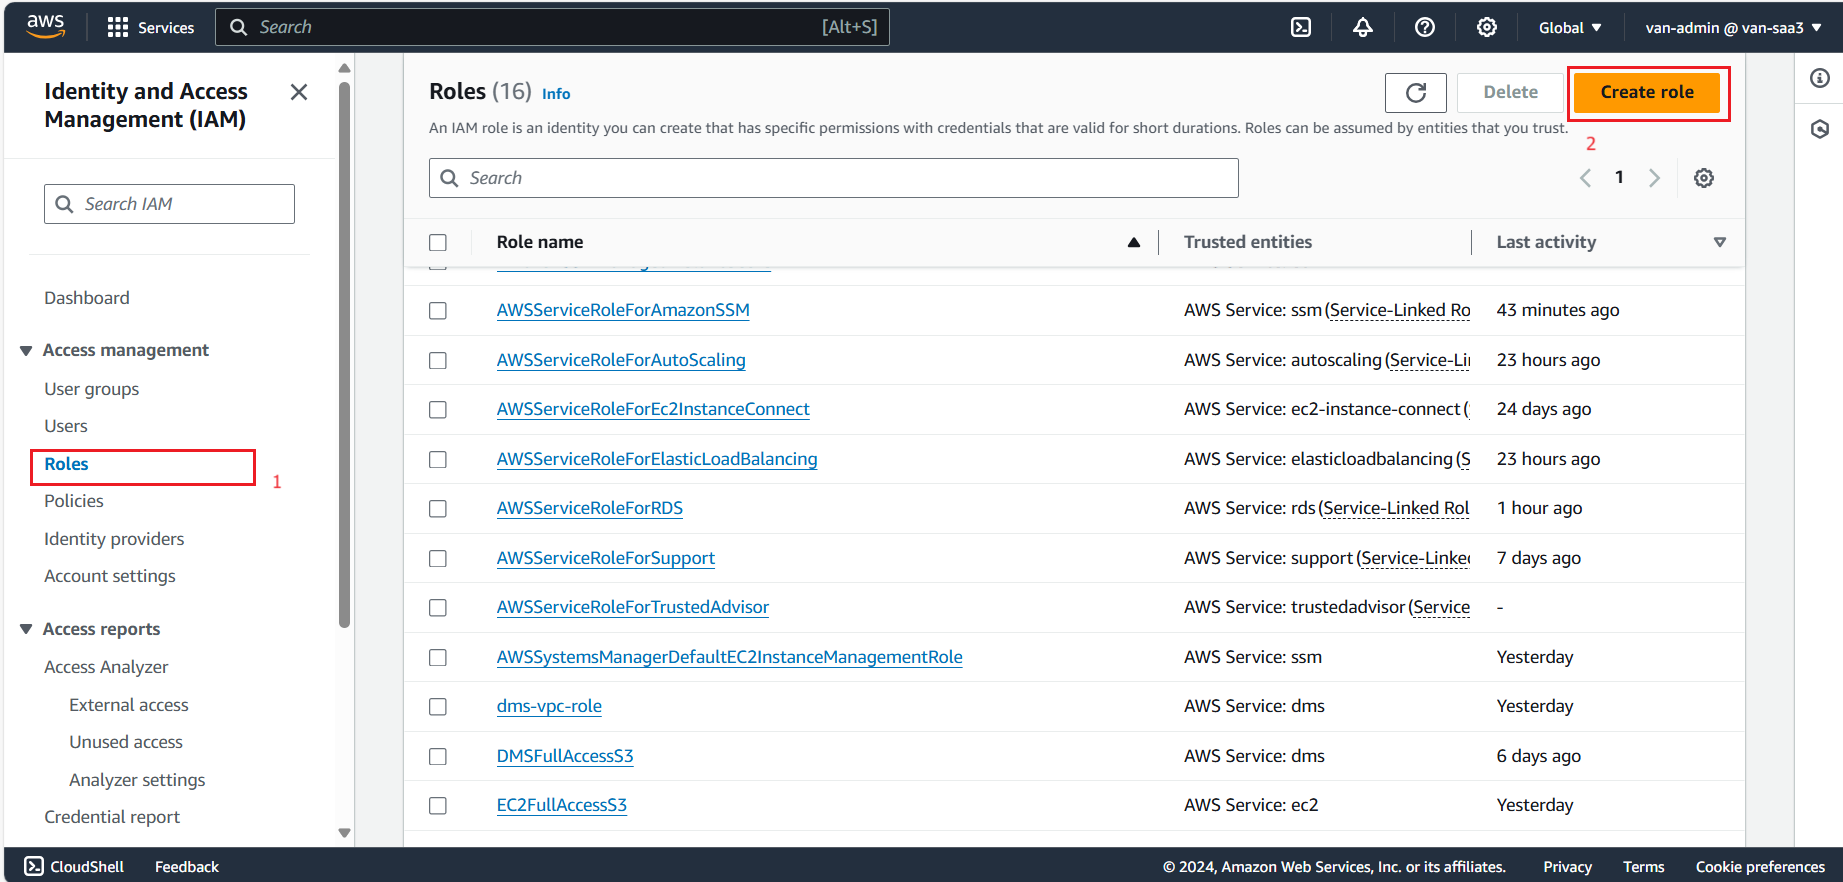 aws
Services
Search
[Alt+S]
Global
van-admin @ van-saa3
Identity and Access
Management (IAM)
Search IAM
Dashboard
Access management
User groups
Users
Roles
1
Policies
Identity providers
Account settings
Access reports
Access Analyzer
External access
Unused access
Analyzer settings
Credential report
Roles (16) Info
Delete
Create role
An IAM role is an identity you can create that has specific permissions with credentials that are valid for short durations. Roles can be assumed by entities that you trust.
2
Search
1
Role name Trusted entities Last activity
AWSServiceRoleForAmazonSSM AWS Service: ssm (Service-Linked Ro 43 minutes ago
AWSServiceRoleForAutoScaling AWS Service: autoscaling (Service-Li 23 hours ago
AWSServiceRoleForEc2InstanceConnect AWS Service: ec2-instance-connect ( 24 days ago
AWSServiceRoleForElasticLoadBalancing AWS Service: elasticloadbalancing (S 23 hours ago
AWSServiceRoleForRDS AWS Service: rds (Service-Linked Rol 1 hour ago
AWSServiceRoleForSupport AWS Service: support (Service-Linke 7 days ago
AWSServiceRoleForTrustedAdvisor AWS Service: trustedadvisor (Service -
AWSSystemsManagerDefaultEC2InstanceManagementRole AWS Service: ssm Yesterday
dms-vpc-role AWS Service: dms Yesterday
DMSFullAccessS3 AWS Service: dms 6 days ago
EC2FullAccessS3 AWS Service: ec2 Yesterday
CloudShell Feedback © 2024, Amazon Web Services, Inc. or its affiliates. Privacy Terms Cookie preferences